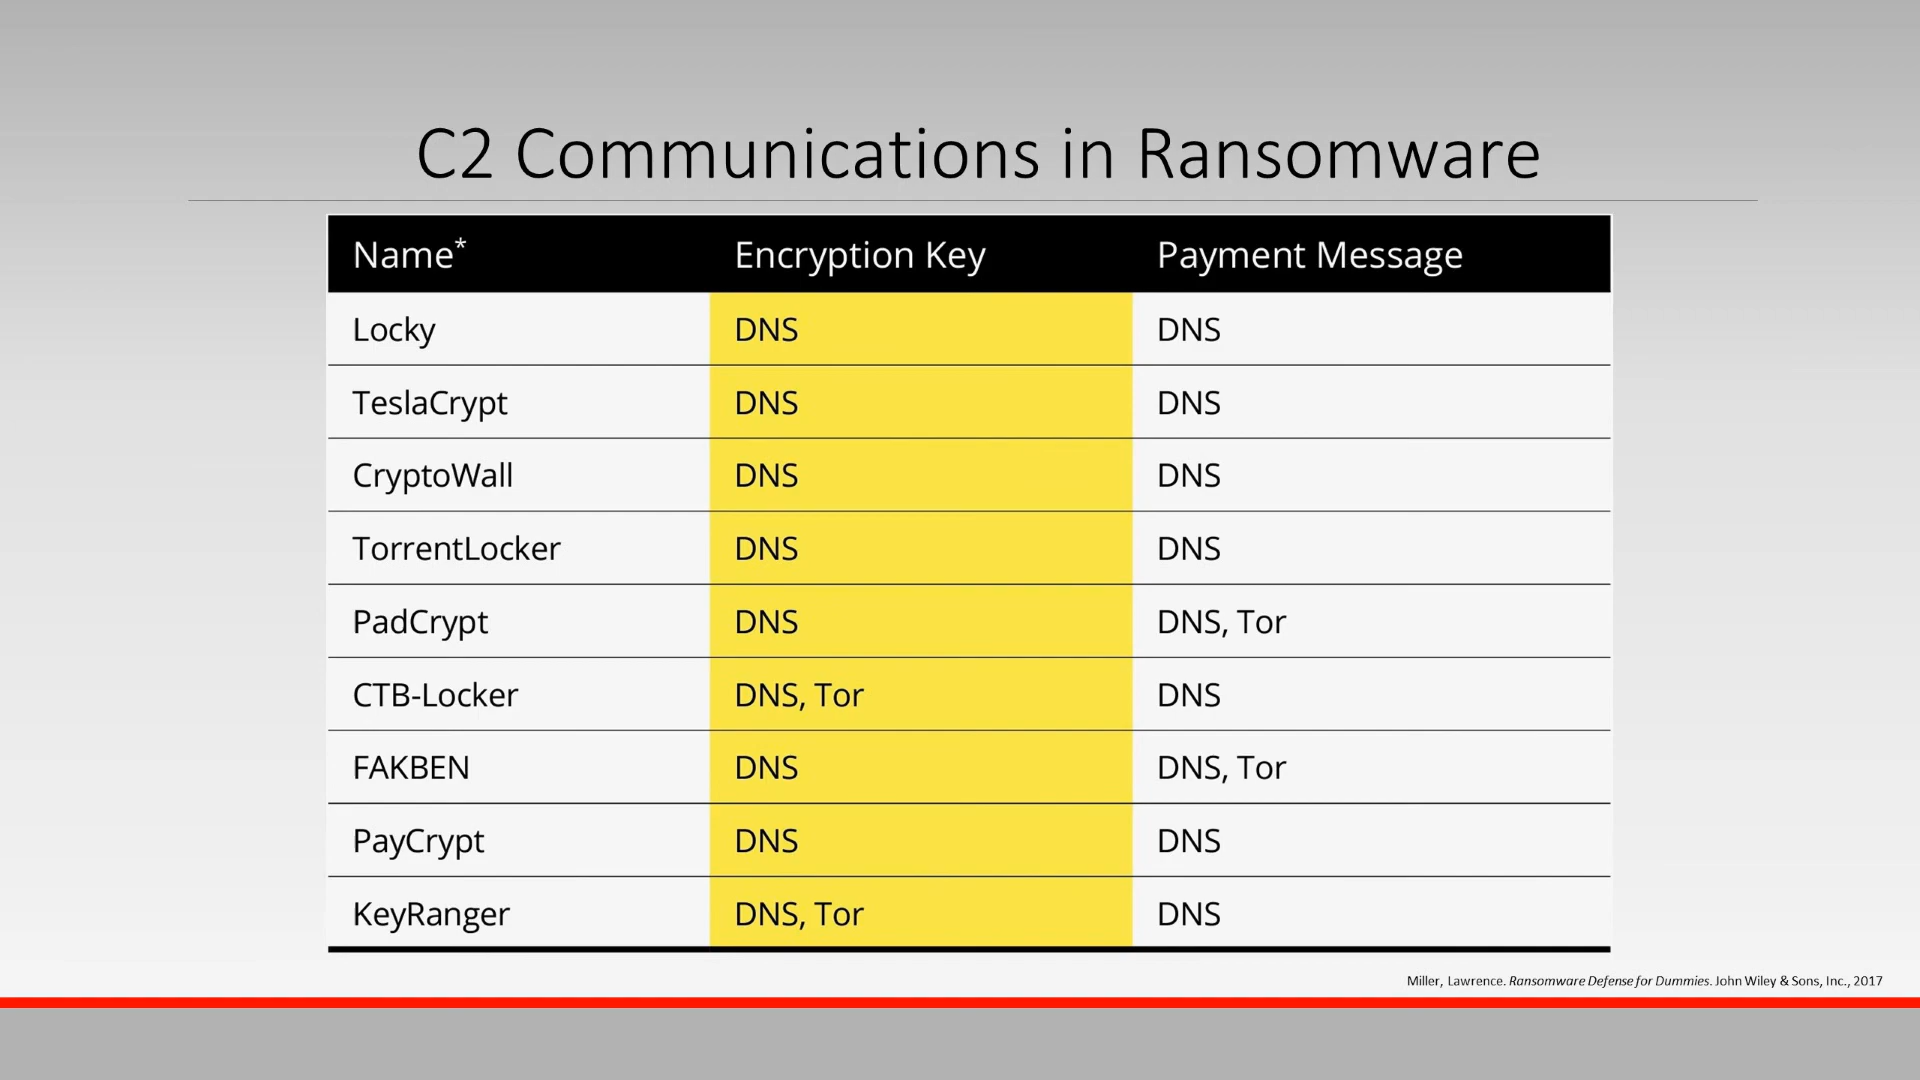 C2 Communications in Ransomware
Name* Encryption Key Payment Message
Locky DNS DNS
TeslaCrypt DNS DNS
CryptoWall DNS DNS
TorrentLocker DNS DNS
PadCrypt DNS DNS, Tor
CTB-Locker DNS, Tor DNS
FAKBEN DNS DNS, Tor
PayCrypt DNS DNS
KeyRanger DNS, Tor DNS
Miller, Lawrence. Ransomware Defense for Dummies. John Wiley & Sons, Inc., 2017